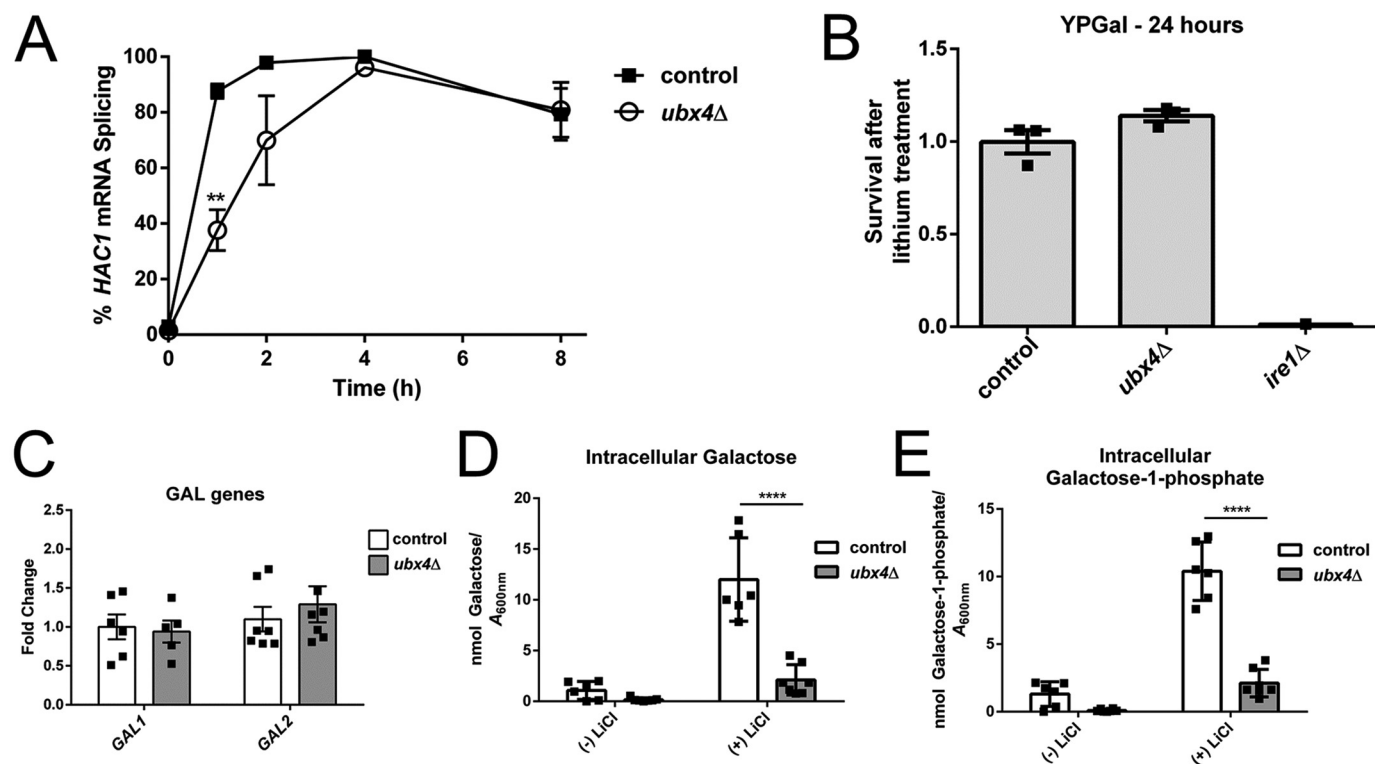 A
% HAC1 mRNA Splicing
100
80
60
40
20
0
**
0
2
4
6
8
Time (h)
control
ubx4Δ
B
YPGal - 24 hours
Survival after
lithium treatment
1.5
1.0
0.5
0.0
control
ubx4Δ
ire1Δ
C
GAL genes
Fold Change
2.5
2.0
1.5
1.0
0.5
0.0
GAL1
GAL2
control
ubx4Δ
D
Intracellular Galactose
nmol Galactose/
A600nm
20
15
10
5
0
****
(-) LiCl
(+) LiCl
control
ubx4Δ
E
Intracellular
Galactose-1-phosphate
nmol Galactose-1-phosphate/
A600nm
15
10
5
0
****
(-) LiCl
(+) LiCl
control
ubx4Δ